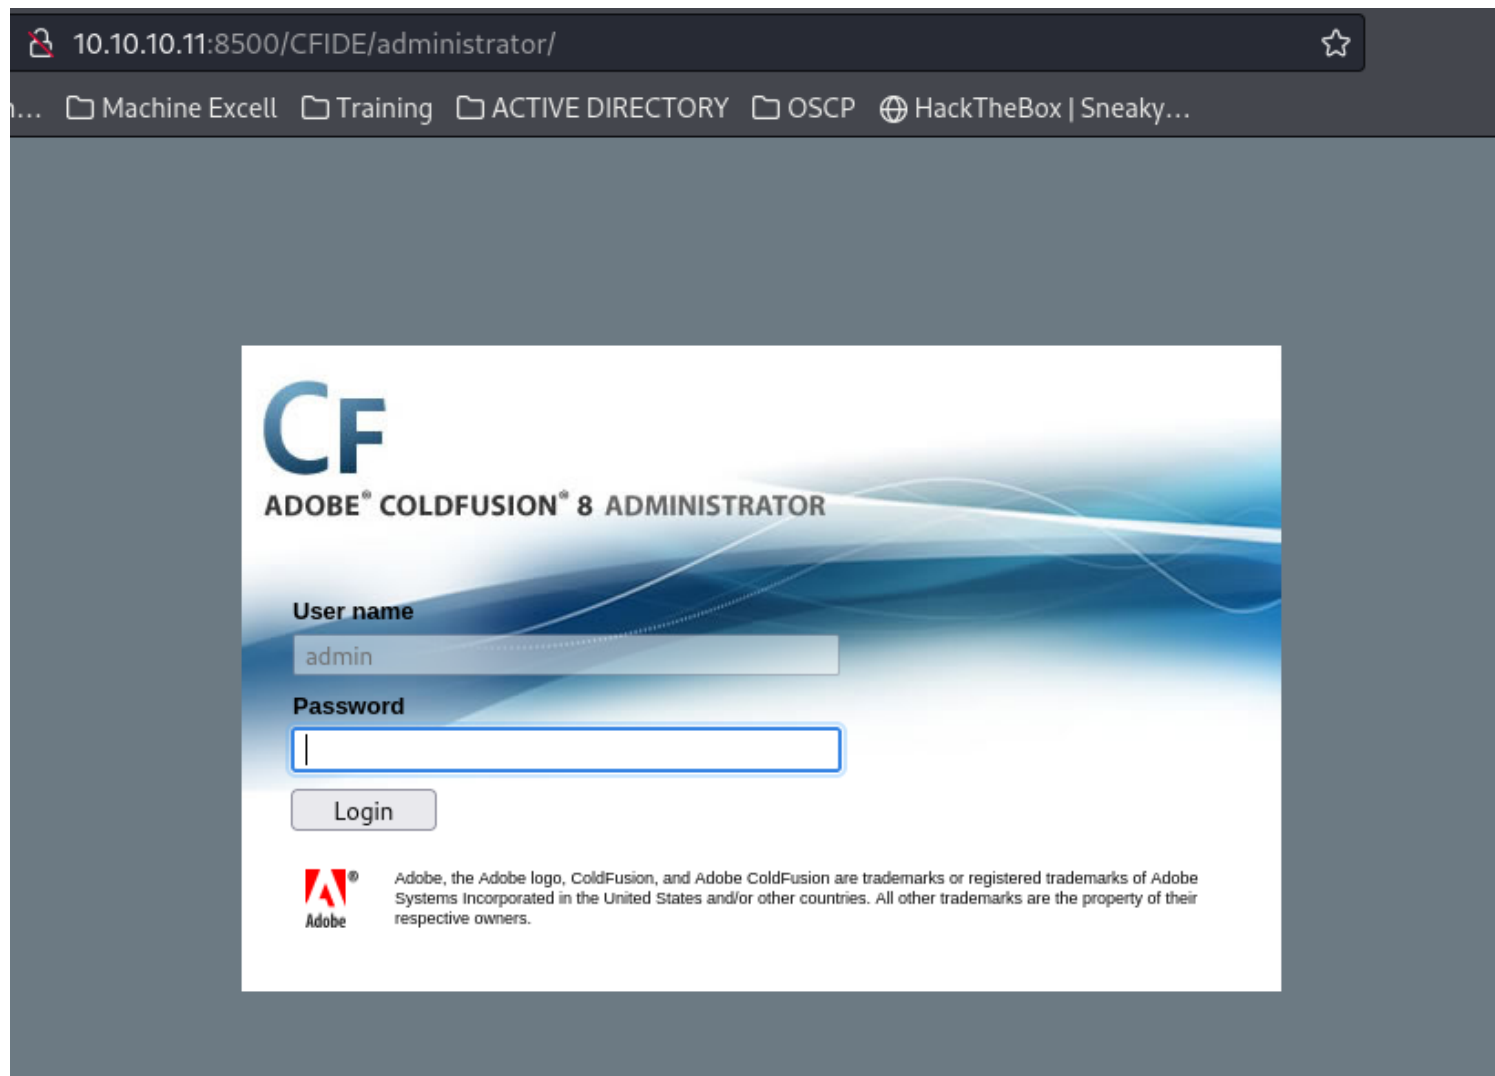 10.10.10.11:8500/CFIDE/administrator/
... Machine Excell Training ACTIVE DIRECTORY OSCP HackTheBox | Sneaky...
CF
ADOBE® COLDFUSION® 8 ADMINISTRATOR
User name
admin
Password
Login
Adobe, the Adobe logo, ColdFusion, and Adobe ColdFusion are trademarks or registered trademarks of Adobe
Systems Incorporated in the United States and/or other countries. All other trademarks are the property of their
respective owners.
®
Adobe